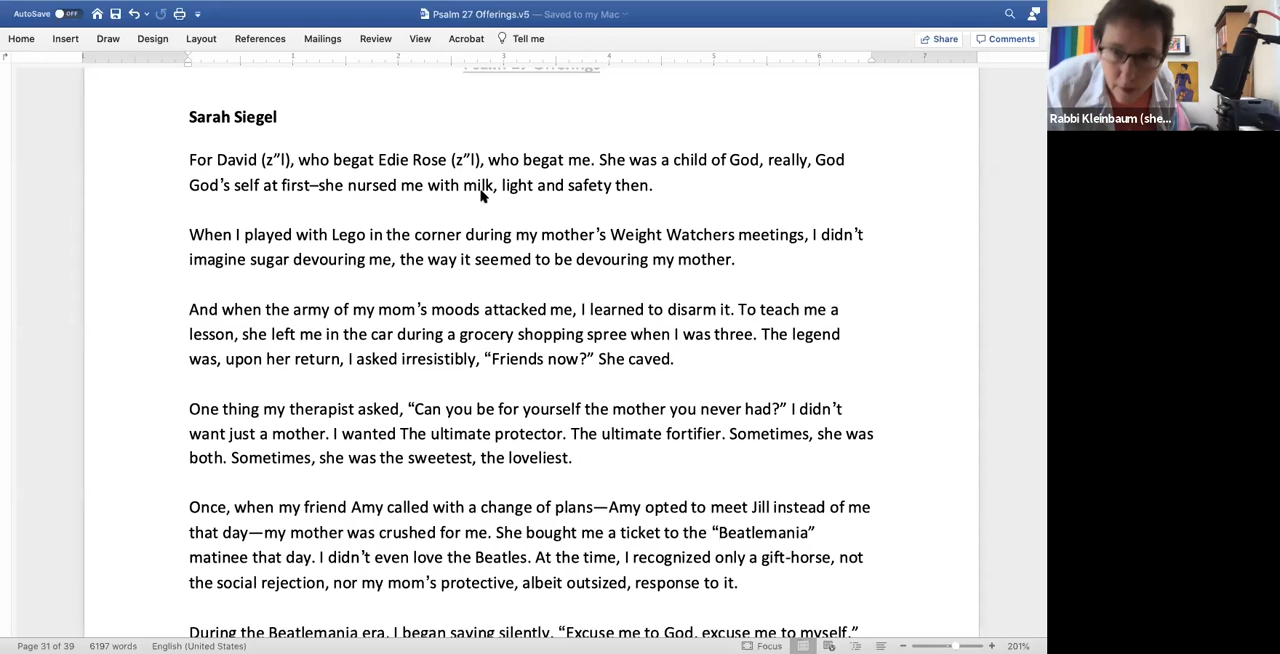 AutoSave OFF Psalm 27 Offerings.v5 — Saved to my Mac
Home Insert Draw Design Layout References Mailings Review View Acrobat Tell me Share Comments
1 2 3 4 5 6 7
Psalm 27 Offerings
Sarah Siegel
For David (z”l), who begat Edie Rose (z”l), who begat me. She was a child of God, really, God
God’s self at first–she nursed me with milk, light and safety then.
When I played with Lego in the corner during my mother’s Weight Watchers meetings, I didn’t
imagine sugar devouring me, the way it seemed to be devouring my mother.
And when the army of my mom’s moods attacked me, I learned to disarm it. To teach me a
lesson, she left me in the car during a grocery shopping spree when I was three. The legend
was, upon her return, I asked irresistibly, “Friends now?” She caved.
One thing my therapist asked, “Can you be for yourself the mother you never had?” I didn’t
want just a mother. I wanted The ultimate protector. The ultimate fortifier. Sometimes, she was
both. Sometimes, she was the sweetest, the loveliest.
Once, when my friend Amy called with a change of plans—Amy opted to meet Jill instead of me
that day—my mother was crushed for me. She bought me a ticket to the “Beatlemania”
matinee that day. I didn’t even love the Beatles. At the time, I recognized only a gift-horse, not
the social rejection, nor my mom’s protective, albeit outsized, response to it.
During the Beatlemania era, I began saying silently, “Excuse me to God, excuse me to myself,”
Page 31 of 39 6197 words English (United States) Focus 201%
Rabbi Kleinbaum (she...